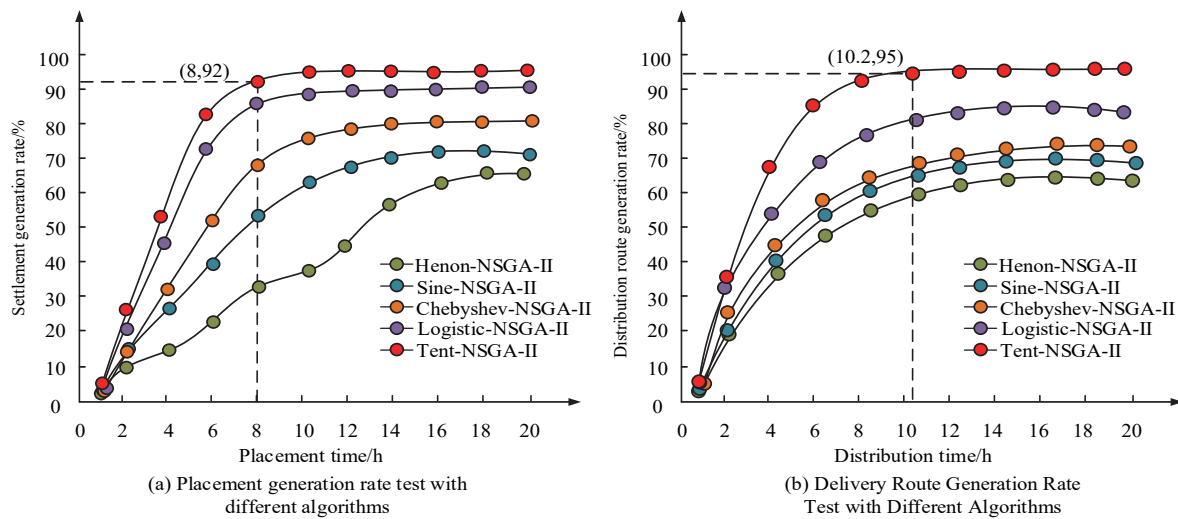 100
90
80
70
60
50
40
30
20
10
0
Settlement generation rate/%
(8,92)
Henon-NSGA-II
Sine-NSGA-II
Chebyshev-NSGA-II
Logistic-NSGA-II
Tent-NSGA-II
0 2 4 6 8 10 12 14 16 18 20
Placement time/h
(a) Placement generation rate test with
different algorithms
100
90
80
70
60
50
40
30
20
10
0
Distribution route generation rate/%
(10.2,95)
Henon-NSGA-II
Sine-NSGA-II
Chebyshev-NSGA-II
Logistic-NSGA-II
Tent-NSGA-II
0 2 4 6 8 10 12 14 16 18 20
Distribution time/h
(b) Delivery Route Generation Rate
Test with Different Algorithms